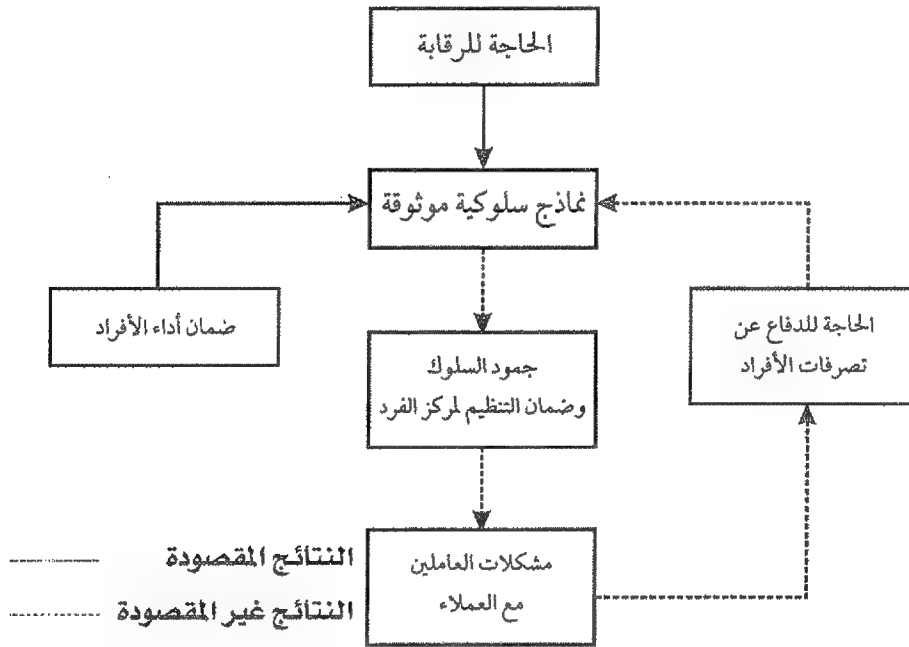 الحاجة للرقابة
نماذج سلوكية موثوقة
ضمان أداء الأفراد
الحاجة للدفاع عن
تصرفات الأفراد
جمود السلوك
وضمان التنظيم لمركز الفرد
مشكلات العاملين
مع العملاء
النتائج المقصودة
النتائج غير المقصودة